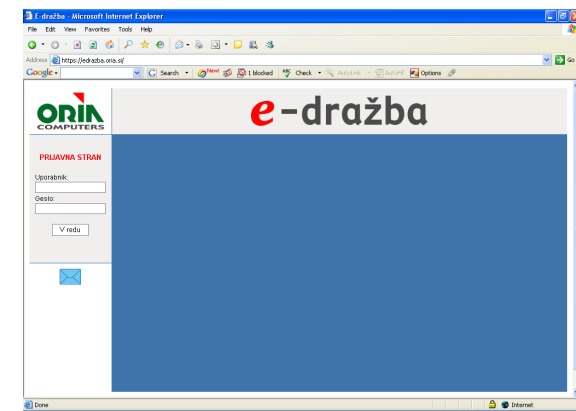 E-dražba - Microsoft Internet Explorer
File Edit View Favorites Tools Help
Address https://edrazba.oria.si/ Go
Google Search New! 1 blocked Check AutoLink AutoFill Options
ORIA
COMPUTERS
e-dražba
PRIJAVNA STRAN
Uporabnik:
Geslo:
V redu
Done Internet